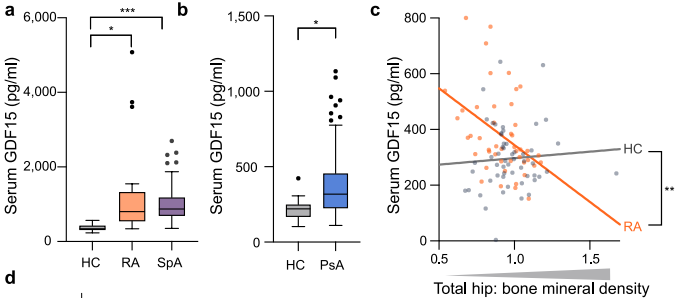 a
***
*
Serum GDF15 (pg/ml)
6,000
4,000
2,000
1,000
0
HC RA SpA
b
*
Serum GDF15 (pg/ml)
1,500
1,000
500
0
HC PsA
c
Serum GDF15 (pg/ml)
800
600
400
200
0
HC
**
RA
0.5 1.0 1.5
Total hip: bone mineral density
d